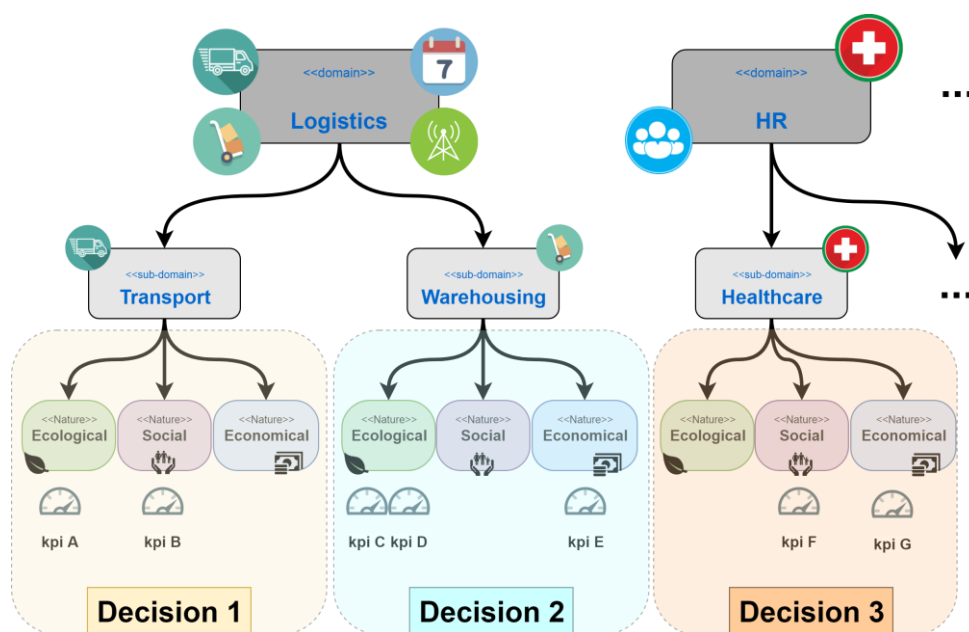 7
<<domain>>
Logistics
<<domain>>
HR
...
<<sub-domain>>
Transport
<<sub-domain>>
Warehousing
<<sub-domain>>
Healthcare
...
<<Nature>>
Ecological
<<Nature>>
Social
<<Nature>>
Economical
<<Nature>>
Ecological
<<Nature>>
Social
<<Nature>>
Economical
<<Nature>>
Ecological
<<Nature>>
Social
<<Nature>>
Economical
kpi A
kpi B
kpi C kpi D
kpi E
kpi F
kpi G
Decision 1
Decision 2
Decision 3